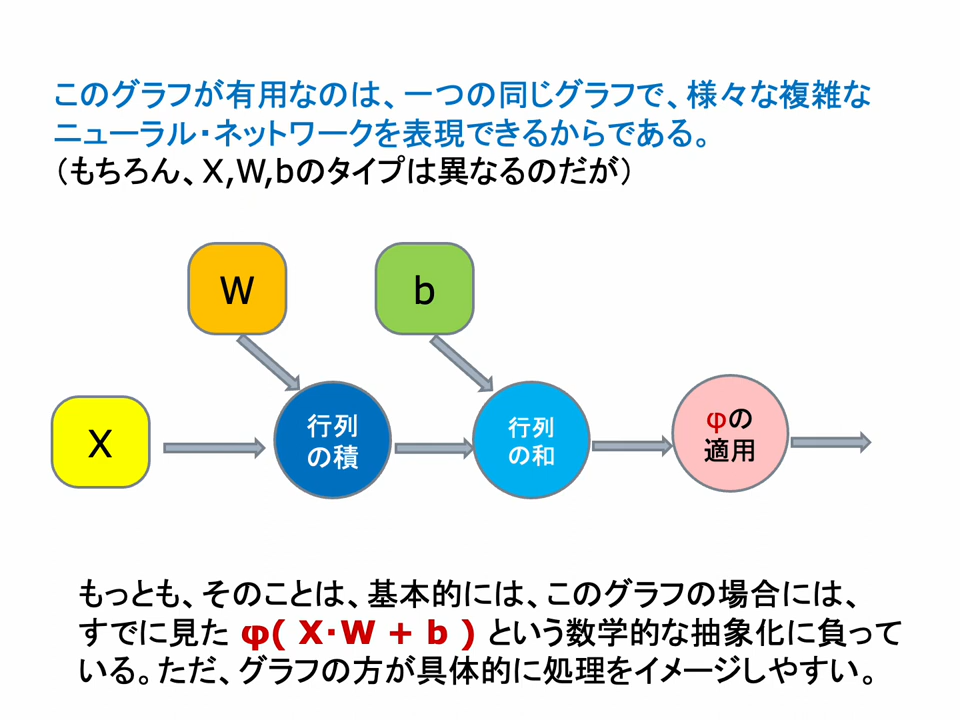 このグラフが有用なのは、一つの同じグラフで、様々な複雑な
ニューラル・ネットワークを表現できるからである。
（もちろん、X,W,bのタイプは異なるのだが）
W
b
X
行列
の積
行列
の和
φの
適用
もっとも、そのことは、基本的には、このグラフの場合には、
すでに見た φ( X・W + b ) という数学的な抽象化に負って
いる。ただ、グラフの方が具体的に処理をイメージしやすい。